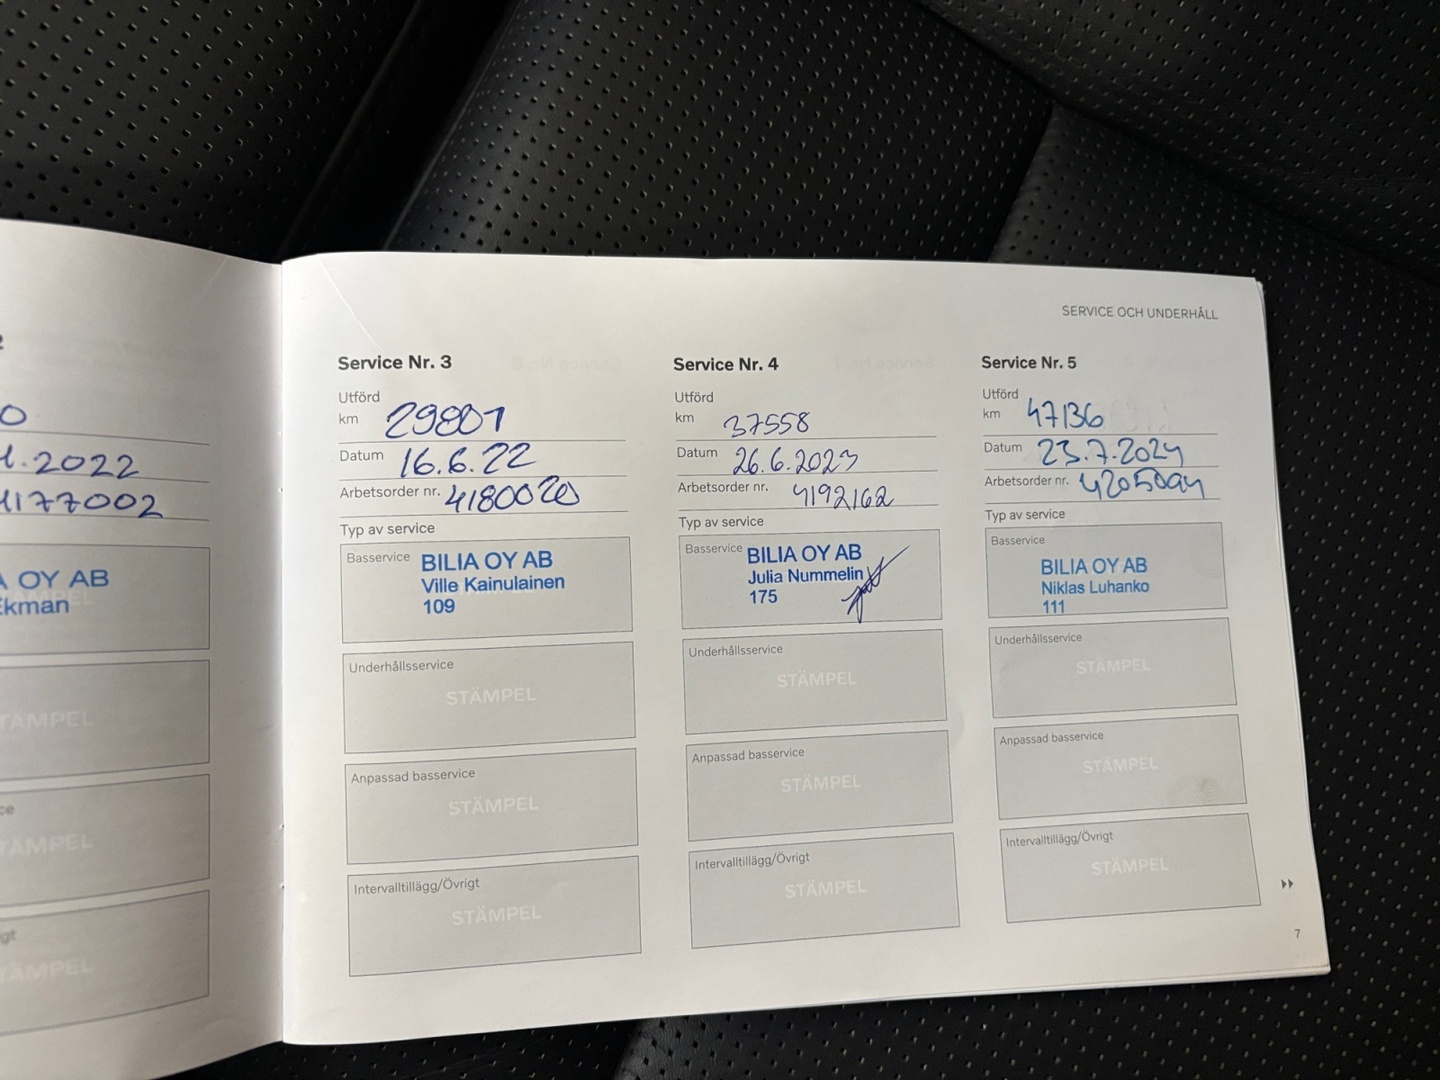 SERVICE OCH UNDERHÅLL
.2022
177002
OY AB
Ekman
STÄMPEL
STÄMPEL
STÄMPEL
Service Nr. 3
Utförd
km 29801
Datum 16.6.22
Arbetsorder nr. 4180020
Typ av service
Basservice
BILIA OY AB
Ville Kainulainen
109
Underhållsservice
STÄMPEL
Anpassad basservice
STÄMPEL
Intervalltillägg/Övrigt
STÄMPEL
Service Nr. 4
Utförd
km 37558
Datum 26.6.2023
Arbetsorder nr. 4192162
Typ av service
Basservice
BILIA OY AB
Julia Nummelin
175
Underhållsservice
STÄMPEL
Anpassad basservice
STÄMPEL
Intervalltillägg/Övrigt
STÄMPEL
Service Nr. 5
Utförd
km 47136
Datum 23.7.2024
Arbetsorder nr. 4205094
Typ av service
Basservice
BILIA OY AB
Niklas Luhanko
111
Underhållsservice
STÄMPEL
Anpassad basservice
STÄMPEL
Intervalltillägg/Övrigt
STÄMPEL
7